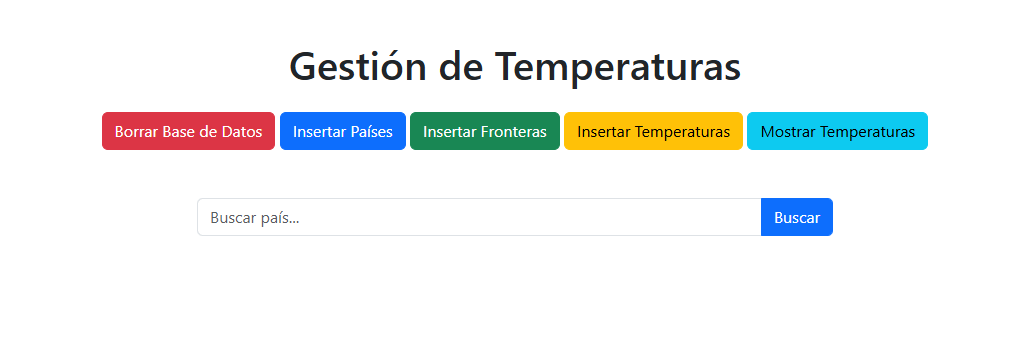 Gestión de Temperaturas
Borrar Base de Datos Insertar Países Insertar Fronteras Insertar Temperaturas Mostrar Temperaturas
Buscar país... Buscar